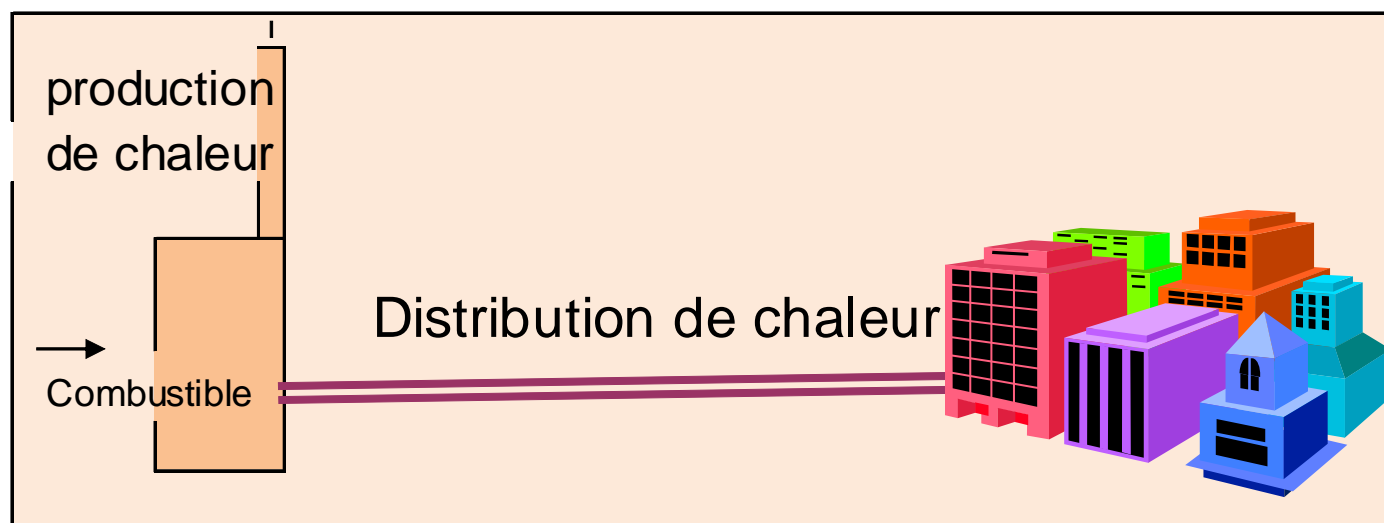 production
de chaleur
Distribution de chaleur
Combustible